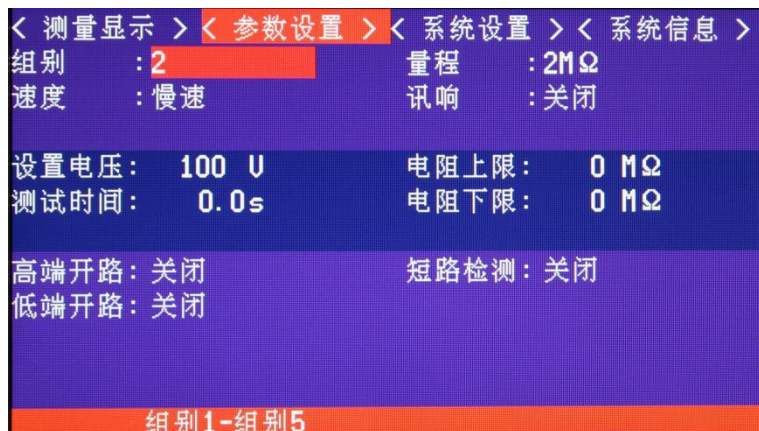 < 测量显示 > < 参数设置 > < 系统设置 > < 系统信息 >
组别 :2 量程 :2MΩ
速度 :慢速 讯响 :关闭
设置电压: 100 V 电阻上限: 0 MΩ
测试时间: 0.0s 电阻下限: 0 MΩ
高端开路:关闭 短路检测:关闭
低端开路:关闭
组别1-组别5